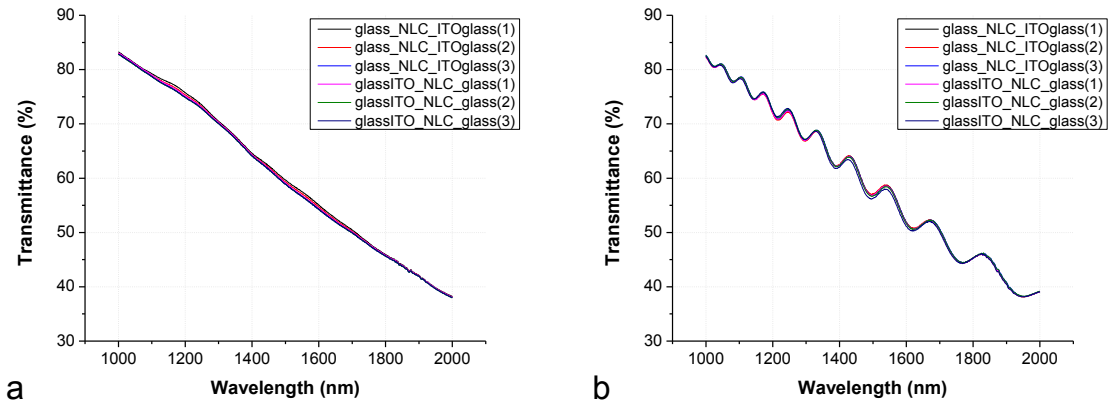 90
80
70
60
50
40
30
Transmittance (%)
1000 1200 1400 1600 1800 2000
Wavelength (nm)
glass_NLC_ITOglass(1)
glass_NLC_ITOglass(2)
glass_NLC_ITOglass(3)
glassITO_NLC_glass(1)
glassITO_NLC_glass(2)
glassITO_NLC_glass(3)
a
90
80
70
60
50
40
30
Transmittance (%)
1000 1200 1400 1600 1800 2000
Wavelength (nm)
glass_NLC_ITOglass(1)
glass_NLC_ITOglass(2)
glass_NLC_ITOglass(3)
glassITO_NLC_glass(1)
glassITO_NLC_glass(2)
glassITO_NLC_glass(3)
b